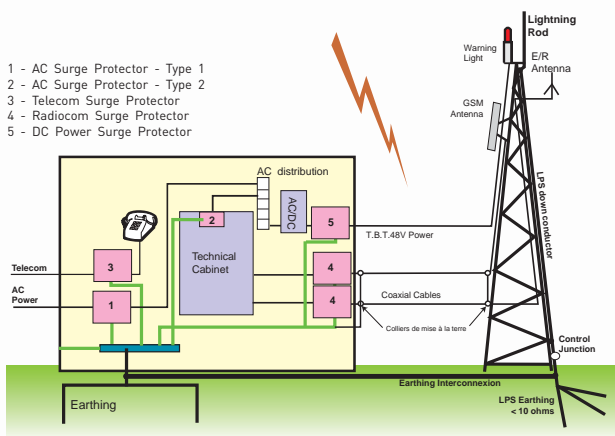 Lightning
Rod
Warning
Light
E/R
Antenna
GSM
Antenna
1 - AC Surge Protector - Type 1
2 - AC Surge Protector - Type 2
3 - Telecom Surge Protector
4 - Radiocom Surge Protector
5 - DC Power Surge Protector
AC distribution
AC/DC
2
5
T.B.T.48V Power
LPS down conductor
Technical
Cabinet
Telecom
3
4
AC
Power
1
4
Coaxial Cables
Colliers de mise à la terre
Control
Junction
Earthing Interconnexion
Earthing
LPS Earthing
< 10 ohms